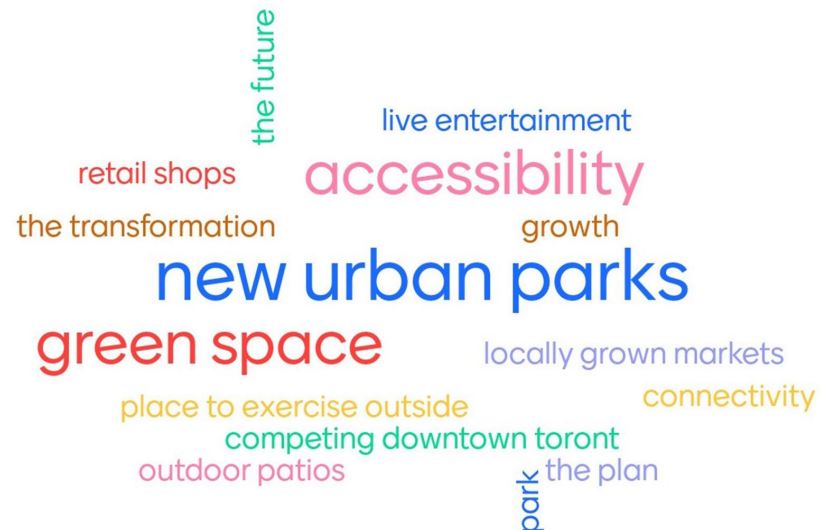 the future
live entertainment
retail shops
accessibility
the transformation
growth
new urban parks
green space
locally grown markets
connectivity
place to exercise outside
competing downtown toront
outdoor patios
the plan
park